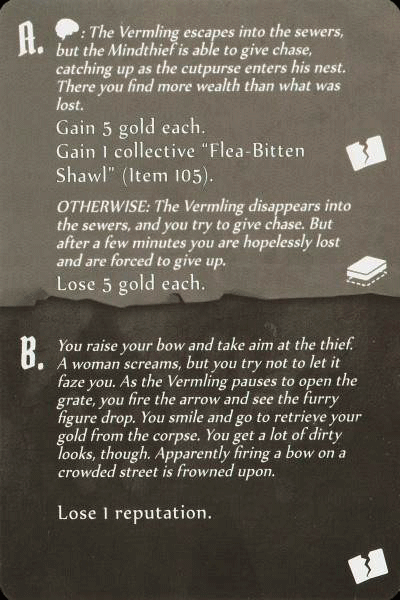 A. : The Vermling escapes into the sewers,
but the Mindthief is able to give chase,
catching up as the cutpurse enters his nest.
There you find more wealth than what was
lost.
Gain 5 gold each.
Gain 1 collective “Flea-Bitten
Shawl” (Item 105).
OTHERWISE: The Vermling disappears into
the sewers, and you try to give chase. But
after a few minutes you are hopelessly lost
and are forced to give up.
Lose 5 gold each.
B. You raise your bow and take aim at the thief.
A woman screams, but you try not to let it
faze you. As the Vermling pauses to open the
grate, you fire the arrow and see the furry
figure drop. You smile and go to retrieve your
gold from the corpse. You get a lot of dirty
looks, though. Apparently firing a bow on a
crowded street is frowned upon.
Lose 1 reputation.